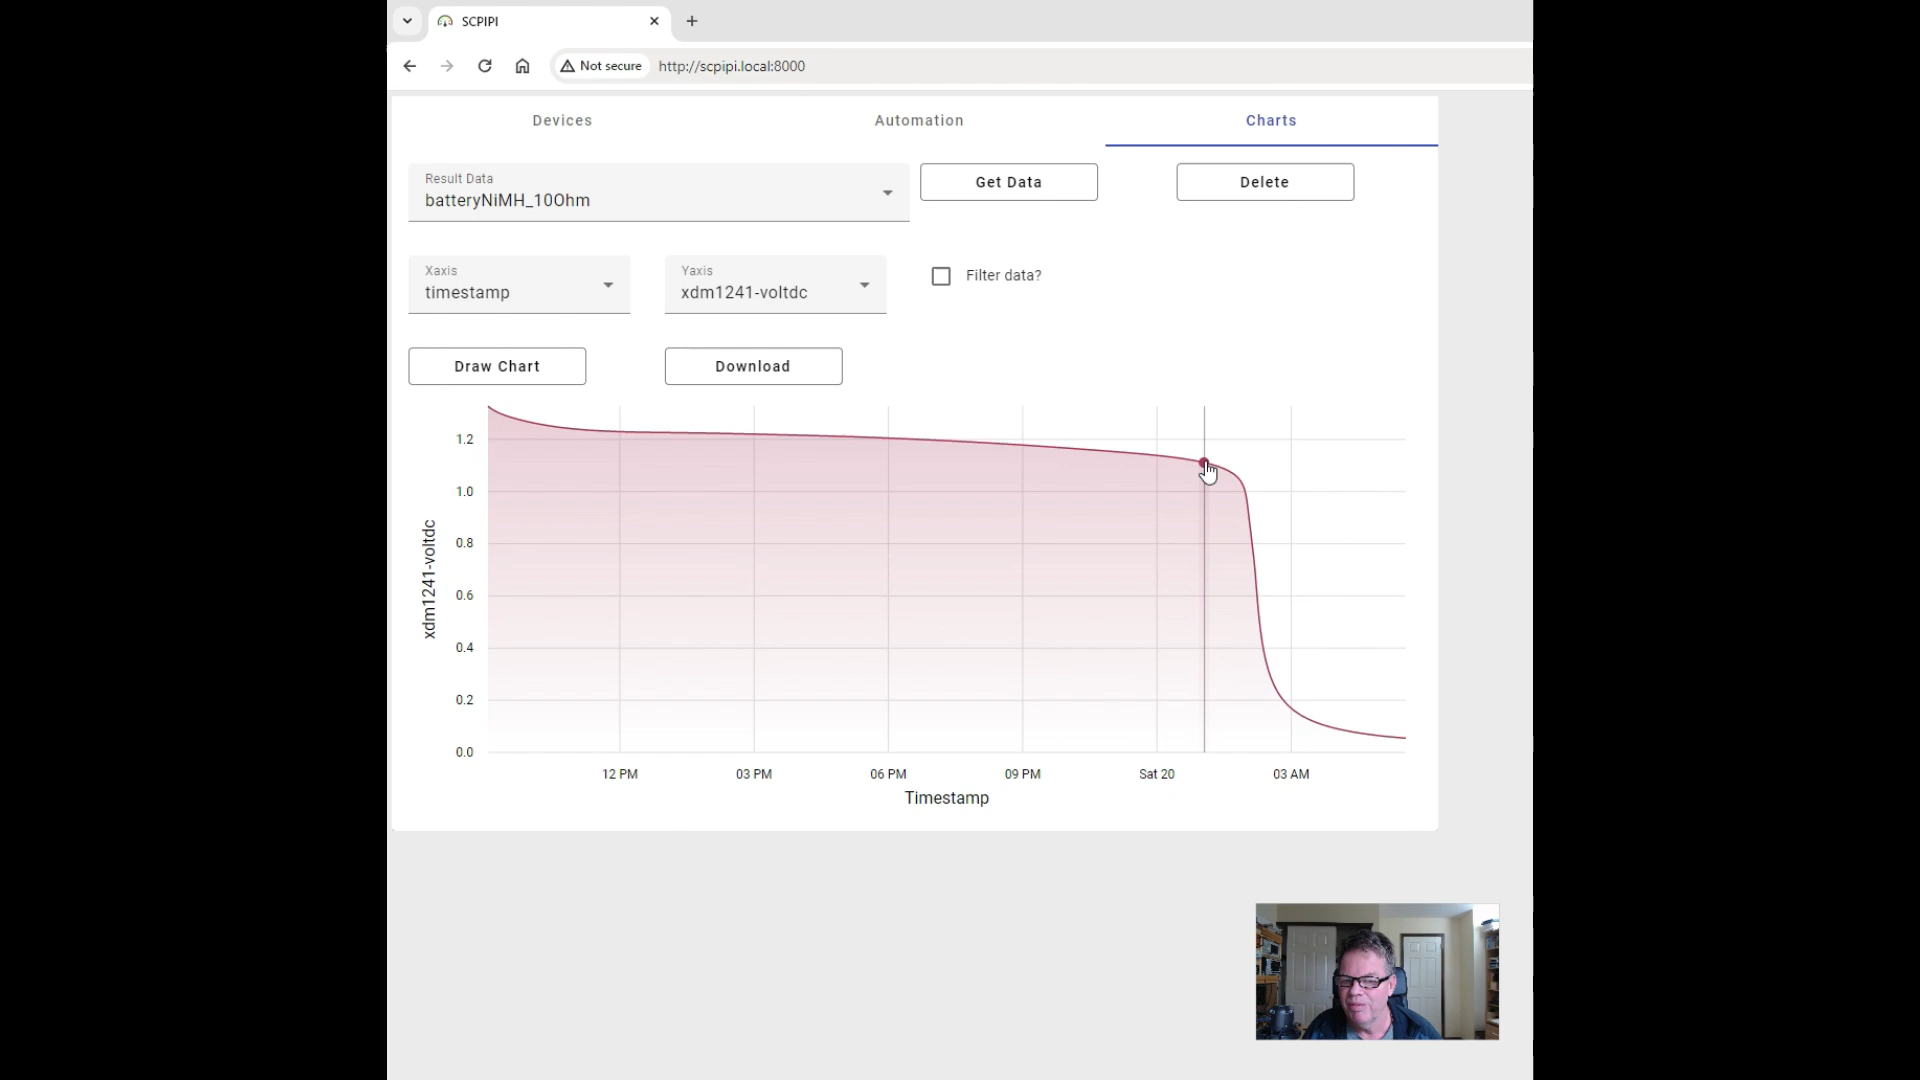 SCPIPI
Not secure
http://scpipi.local:8000
Devices
Automation
Charts
Result Data
batteryNiMH_10Ohm
Get Data
Delete
Xaxis
timestamp
Yaxis
xdm1241-voltdc
Filter data?
Draw Chart
Download
1.2
1.0
0.8
0.6
0.4
0.2
0.0
xdm1241-voltdc
12 PM
03 PM
06 PM
09 PM
Sat 20
03 AM
Timestamp